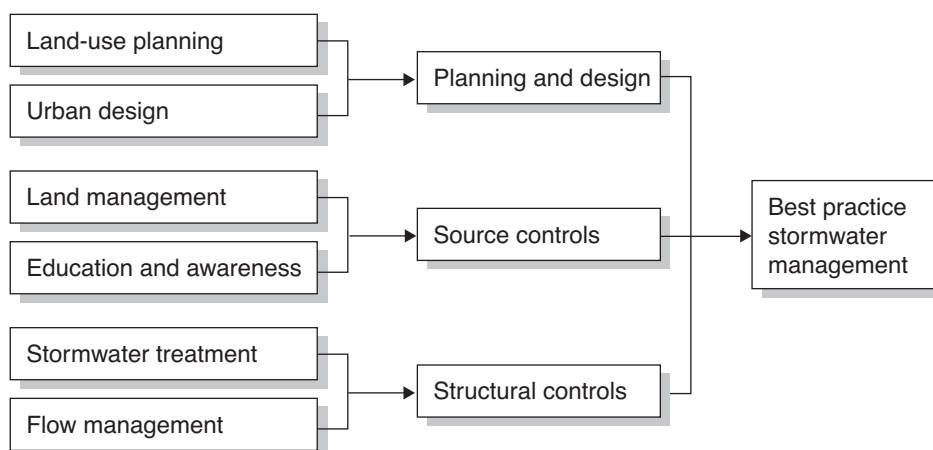 Land-use planning
Urban design
Planning and design
Land management
Education and awareness
Source controls
Stormwater treatment
Flow management
Structural controls
Best practice
stormwater
management